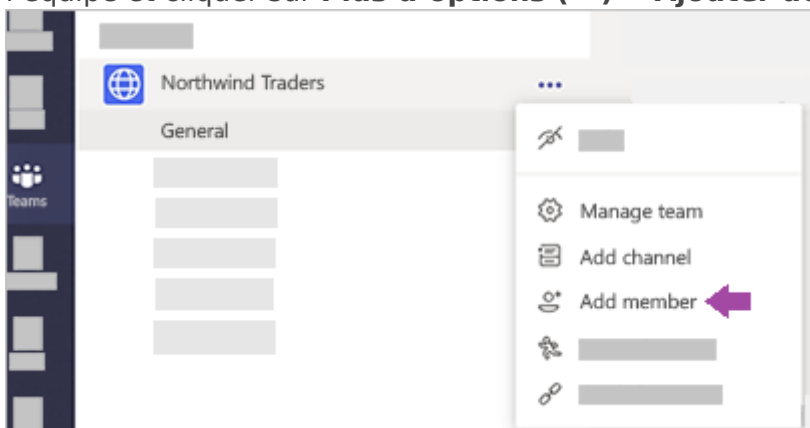 Northwind Traders
General
Teams
Manage team
Add channel
Add member